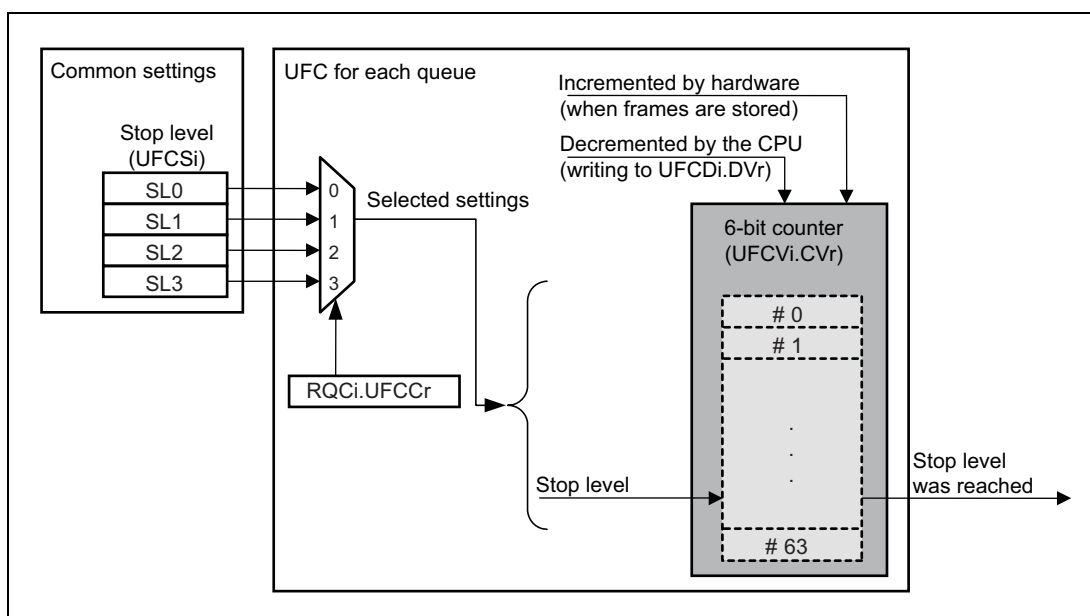 Common settings
Stop level
(UFCSi)
SL0
SL1
SL2
SL3
UFC for each queue
0
1
2
3
Selected settings
RQCi.UFCCr
Incremented by hardware
(when frames are stored)
Decremented by the CPU
(writing to UFCDi.DVr)
6-bit counter
(UFCVi.CVr)
# 0
# 1
.
.
.
# 63
Stop level
Stop level
was reached